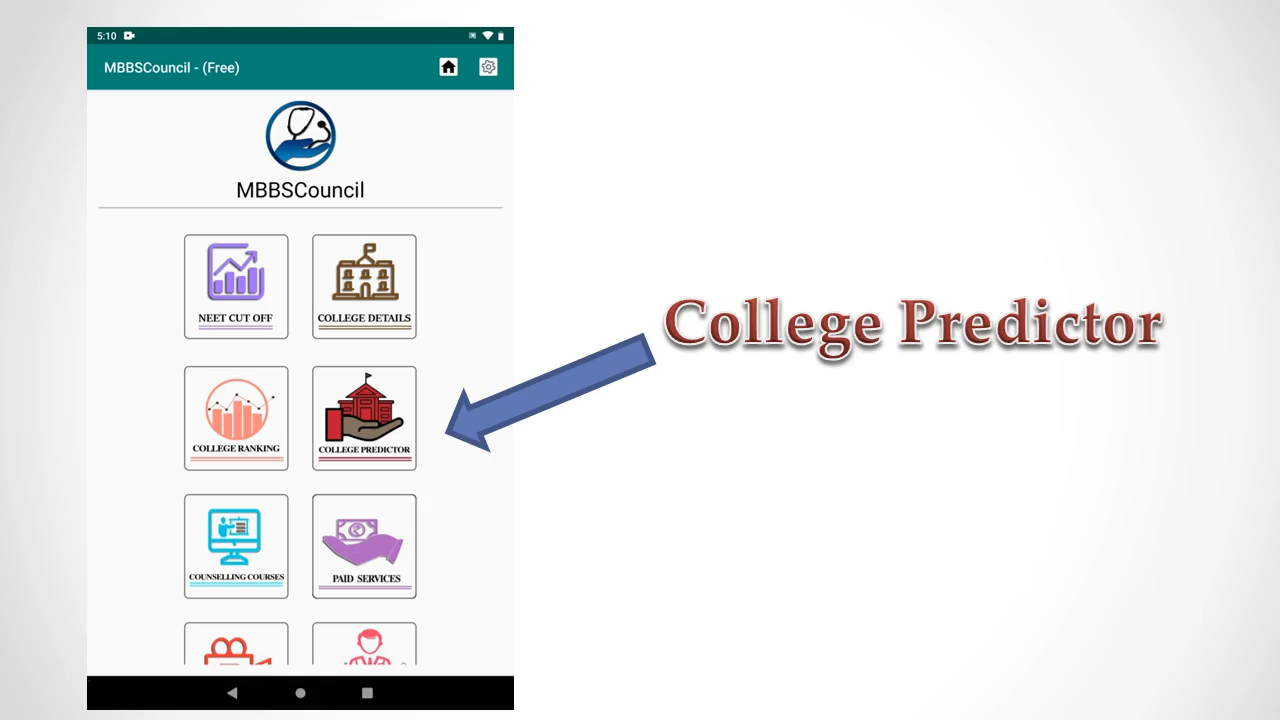 5:10
MBBSCouncil - (Free)
MBBSCouncil
NEET CUT OFF
COLLEGE DETAILS
College Predictor
COLLEGE RANKING
COLLEGE PREDICTOR
COUNSELLING COURSES
PAID SERVICES